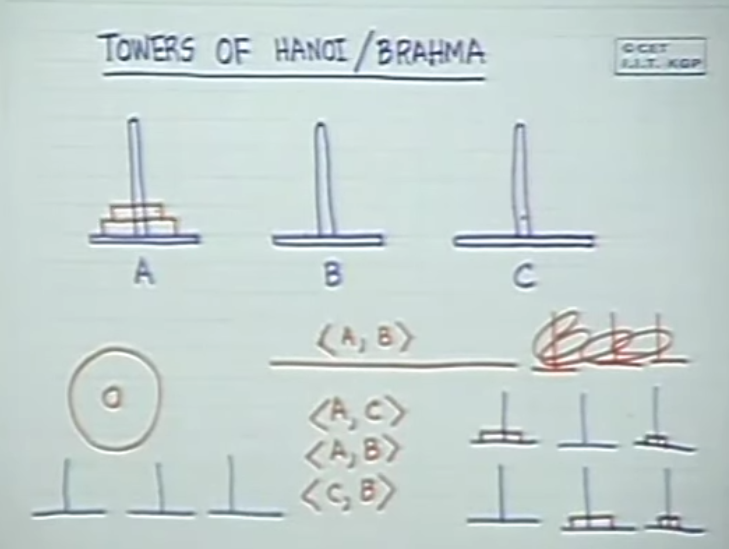 TOWERS OF HANOI/BRAHMA
© CET
I.I.T. KGP
A B C
<A, B>
<A, C>
<A, B>
<C, B>